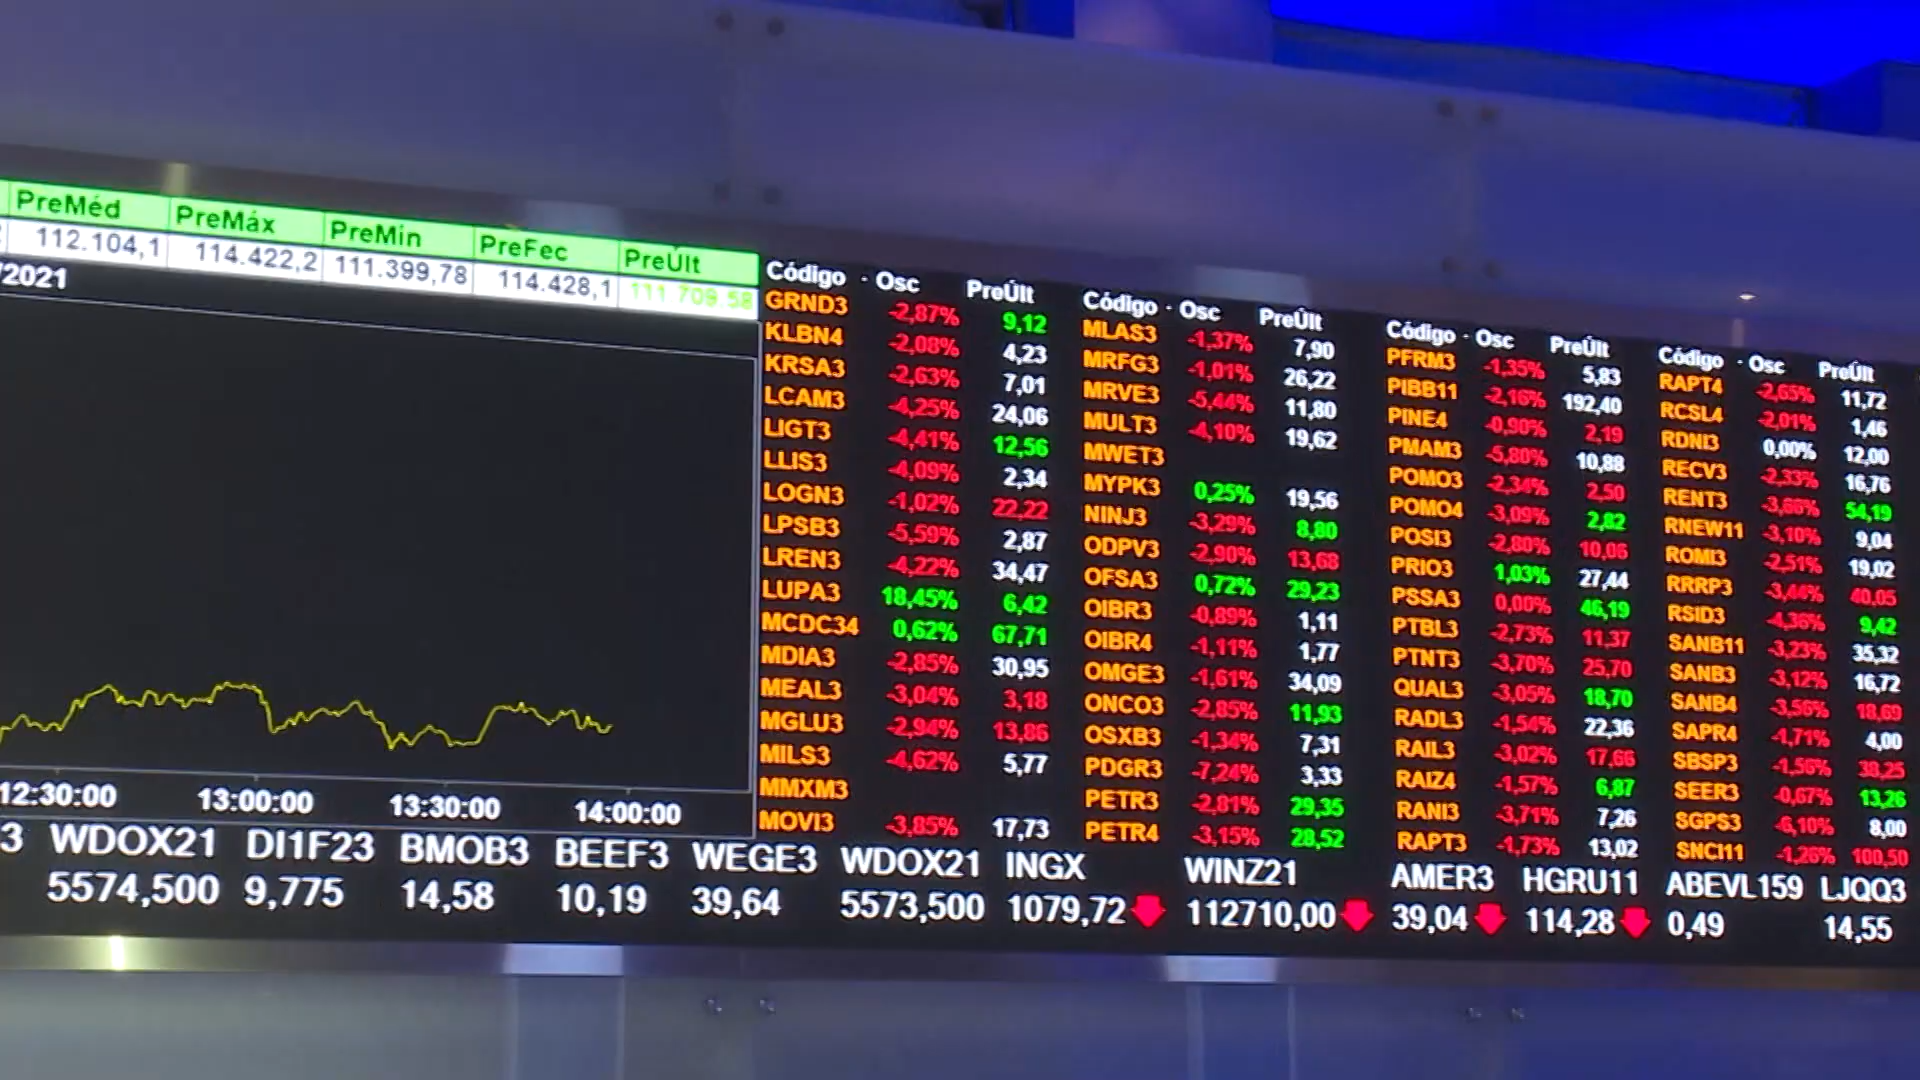 PreMéd PreMáx PreMín PreFec PreÚlt
112.104,1 114.422,2 111.399,78 114.428,1 111.709,58
/2021
12:30:00 13:00:00 13:30:00 14:00:00
Código Osc PreÚlt
GRND3 -2,87% 9,12
KLBN4 -2,08% 4,23
KRSA3 -2,63% 7,01
LCAM3 -4,25% 24,06
LIGT3 -4,41% 12,56
LLIS3 -4,09% 2,34
LOGN3 -1,02% 22,22
LPSB3 -5,59% 2,87
LREN3 -4,22% 34,47
LUPA3 18,45% 6,42
MCDC34 0,62% 67,71
MDIA3 -2,85% 30,95
MEAL3 -3,04% 3,18
MGLU3 -2,94% 13,86
MILS3 -4,62% 5,77
MMXM3
MOVI3 -3,85% 17,73
Código Osc PreÚlt
MLAS3 -1,37% 7,90
MRFG3 -1,01% 26,22
MRVE3 -5,44% 11,80
MULT3 -4,10% 19,62
MWET3
MYPK3 0,25% 19,56
NINJ3 -3,29% 8,80
ODPV3 -2,90% 13,68
OFSA3 0,72% 29,23
OIBR3 -0,89% 1,11
OIBR4 -1,11% 1,77
OMGE3 -1,61% 34,09
ONCO3 -2,85% 11,93
OSXB3 -1,34% 7,31
PDGR3 -7,24% 3,33
PETR3 -2,81% 29,35
PETR4 -3,15% 28,52
Código Osc PreÚlt
PFRM3 -1,35% 5,83
PIBB11 -2,16% 192,40
PINE4 -0,90% 2,19
PMAM3 -5,80% 10,88
POMO3 -2,34% 2,50
POMO4 -3,09% 2,82
POSI3 -2,80% 10,06
PRIO3 1,03% 27,44
PSSA3 0,00% 46,19
PTBL3 -2,73% 11,37
PTNT3 -3,70% 25,70
QUAL3 -3,05% 18,70
RADL3 -1,54% 22,36
RAIL3 -3,02% 17,66
RAIZ4 -1,57% 6,87
RANI3 -3,71% 7,26
RAPT3 -1,73% 13,02
Código Osc PreÚlt
RAPT4 -2,65% 11,72
RCSL4 -2,01% 1,46
RDNI3 0,00% 12,00
RECV3 -2,33% 16,76
RENT3 -3,66% 54,19
RNEW11 -3,10% 9,04
ROMI3 -2,51% 19,02
RRRP3 -3,44% 40,05
RSID3 -4,36% 9,42
SANB11 -3,23% 35,32
SANB3 -3,12% 16,72
SANB4 -3,56% 18,69
SAPR4 -1,71% 4,00
SBSP3 -1,56% 38,25
SEER3 -0,67% 13,26
SGPS3 -6,10% 8,00
SNCI11 -1,26% 100,50
3 WDOX21 DI1F23 BMOB3 BEEF3 WEGE3 WDOX21 INGX WINZ21 AMER3 HGRU11 ABEVL159 LJQQ3
5574,500 9,775 14,58 10,19 39,64 5573,500 1079,72 112710,00 39,04 114,28 0,49 14,55